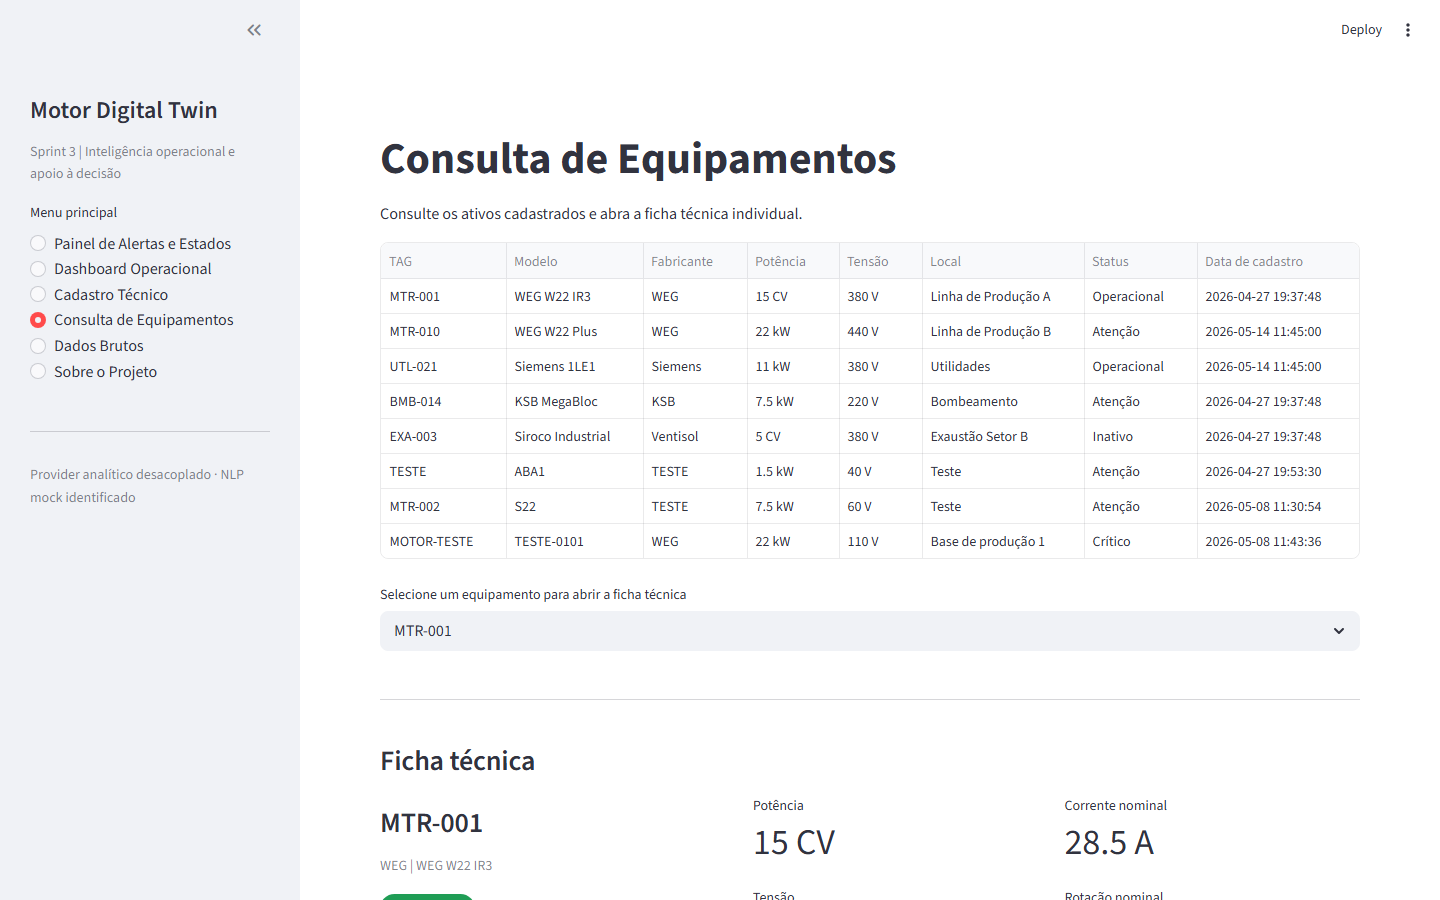 Deploy
Motor Digital Twin
Sprint 3 | Inteligência operacional e
apoio à decisão
Menu principal
Painel de Alertas e Estados
Dashboard Operacional
Cadastro Técnico
Consulta de Equipamentos
Dados Brutos
Sobre o Projeto
Provider analítico desacoplado · NLP
mock identificado
Consulta de Equipamentos
Consulte os ativos cadastrados e abra a ficha técnica individual.
TAG Modelo Fabricante Potência Tensão Local Status Data de cadastro
MTR-001 WEG W22 IR3 WEG 15 CV 380 V Linha de Produção A Operacional 2026-04-27 19:37:48
MTR-010 WEG W22 Plus WEG 22 kW 440 V Linha de Produção B Atenção 2026-05-14 11:45:00
UTL-021 Siemens 1LE1 Siemens 11 kW 380 V Utilidades Operacional 2026-05-14 11:45:00
BMB-014 KSB MegaBloc KSB 7.5 kW 220 V Bombeamento Atenção 2026-04-27 19:37:48
EXA-003 Siroco Industrial Ventisol 5 CV 380 V Exaustão Setor B Inativo 2026-04-27 19:37:48
TESTE ABA1 TESTE 1.5 kW 40 V Teste Atenção 2026-04-27 19:53:30
MTR-002 S22 TESTE 7.5 kW 60 V Teste Atenção 2026-05-08 11:30:54
MOTOR-TESTE TESTE-0101 WEG 22 kW 110 V Base de produção 1 Crítico 2026-05-08 11:43:36
Selecione um equipamento para abrir a ficha técnica
MTR-001
Ficha técnica
MTR-001
WEG | WEG W22 IR3
Potência
15 CV
Tensão
Corrente nominal
28.5 A
Rotação nominal